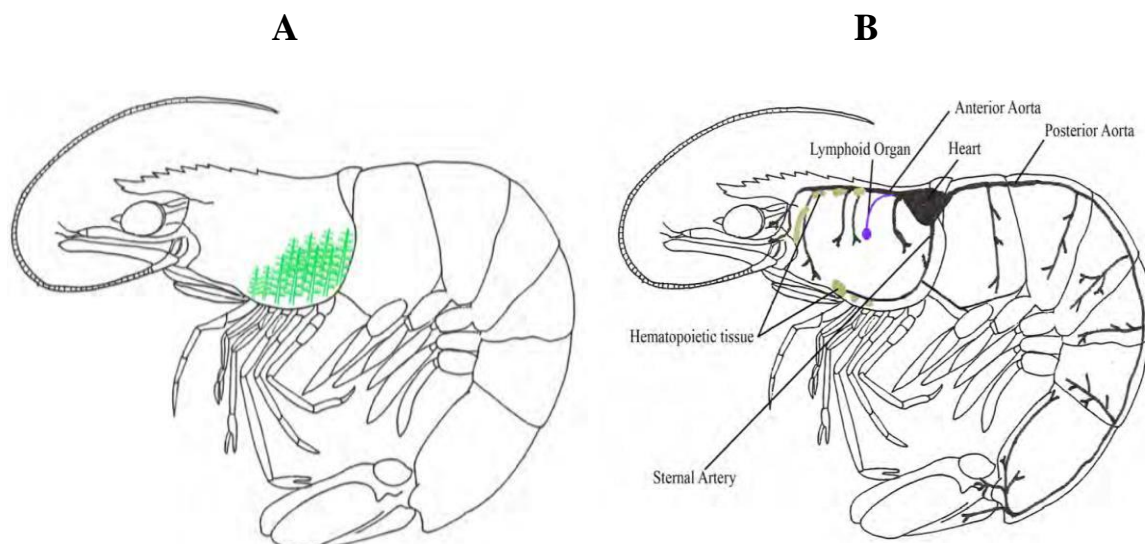 A
B
Anterior Aorta
Posterior Aorta
Lymphoid Organ
Heart
Hematopoietic tissue
Sternal Artery